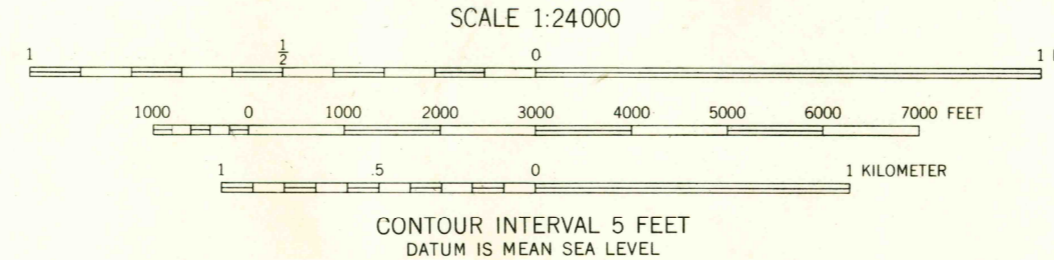 SCALE 1:24000
1 ½ 0 1
1000 0 1000 2000 3000 4000 5000 6000 7000 FEET
1 .5 0 1 KILOMETER
CONTOUR INTERVAL 5 FEET
DATUM IS MEAN SEA LEVEL